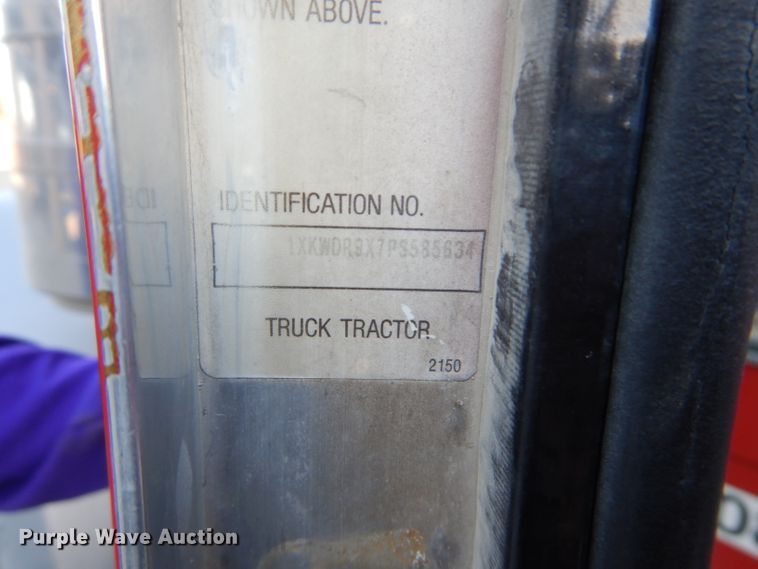 SHOWN ABOVE.
IDENTIFICATION NO.
1XKWDR9X7PS585634
TRUCK TRACTOR
2150
Purple Wave Auction®